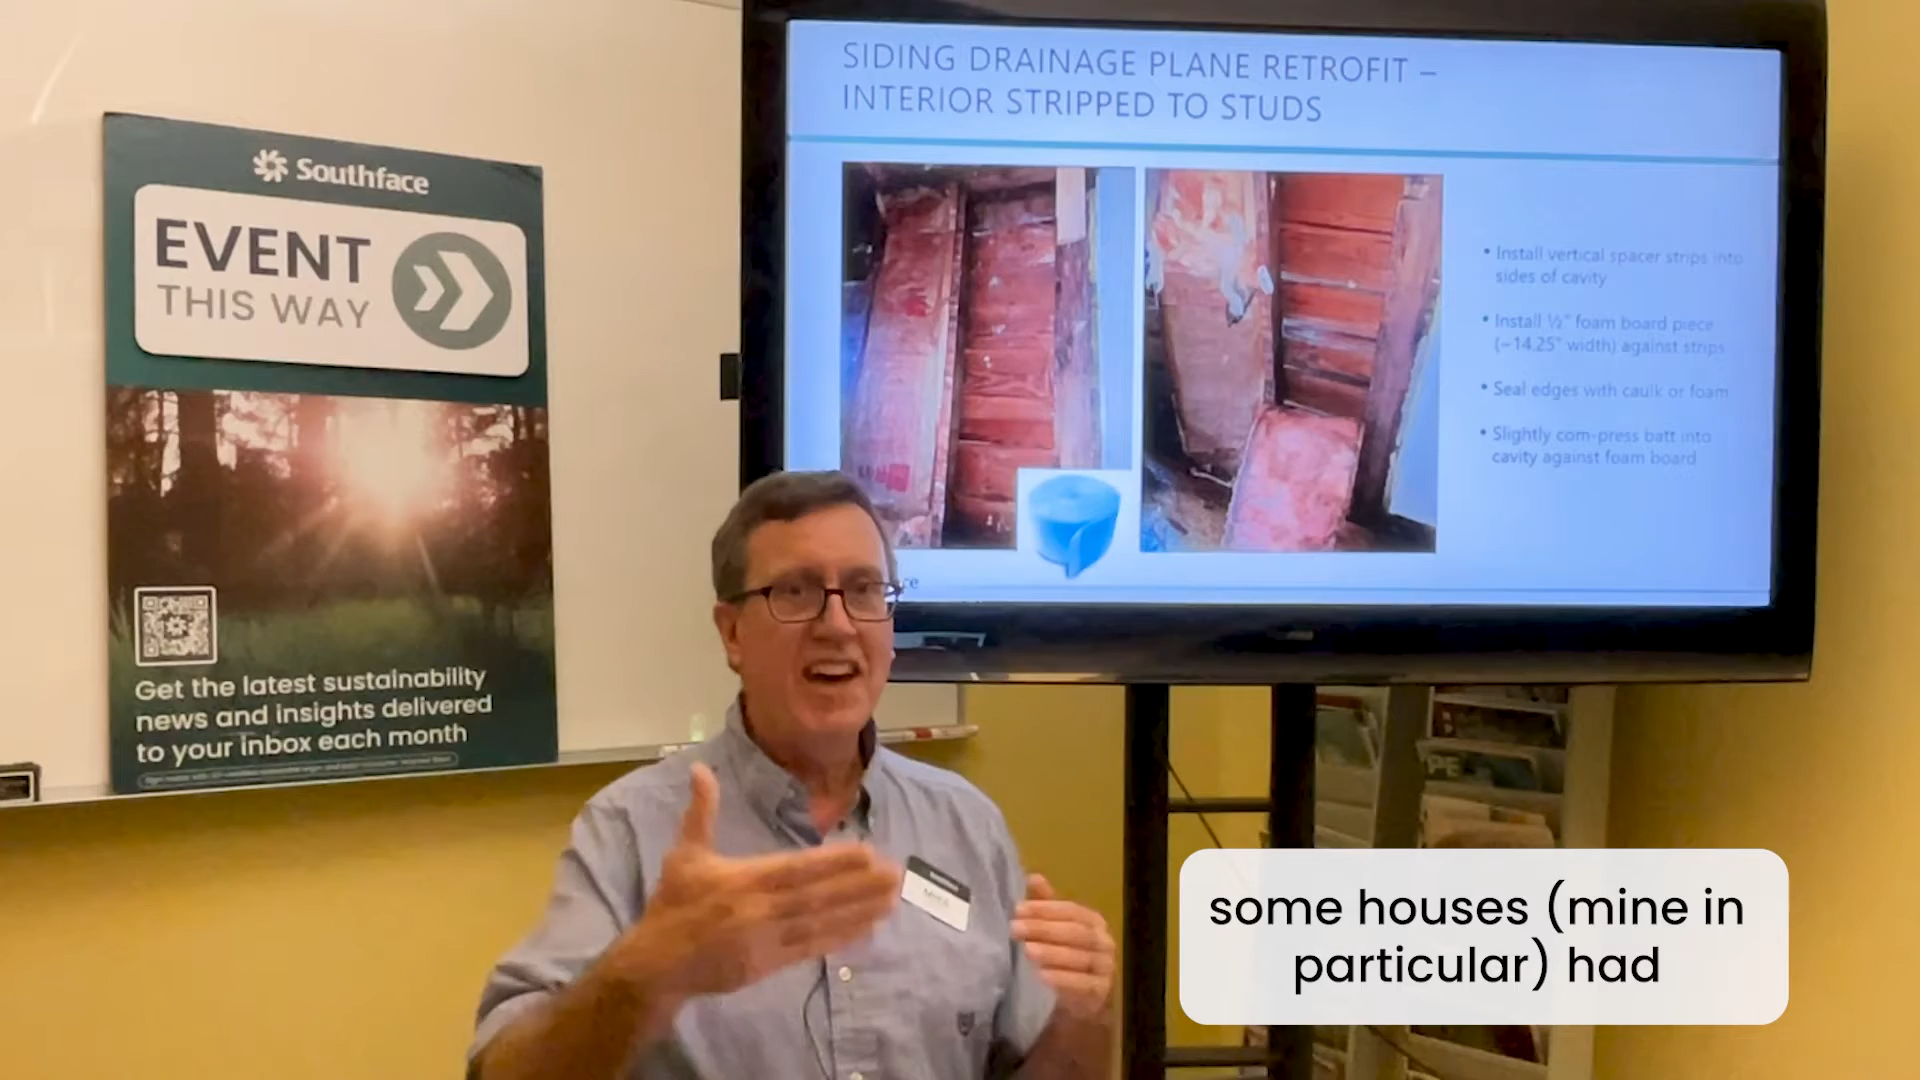 Southface
EVENT
THIS WAY
Get the latest sustainability
news and insights delivered
to your inbox each month
SIDING DRAINAGE PLANE RETROFIT –
INTERIOR STRIPPED TO STUDS
• Install vertical spacer strips into
sides of cavity
• Install ½" foam board piece
(~14.25" width) against strips
• Seal edges with caulk or foam
• Slightly com-press batt into
cavity against foam board
some houses (mine in
particular) had